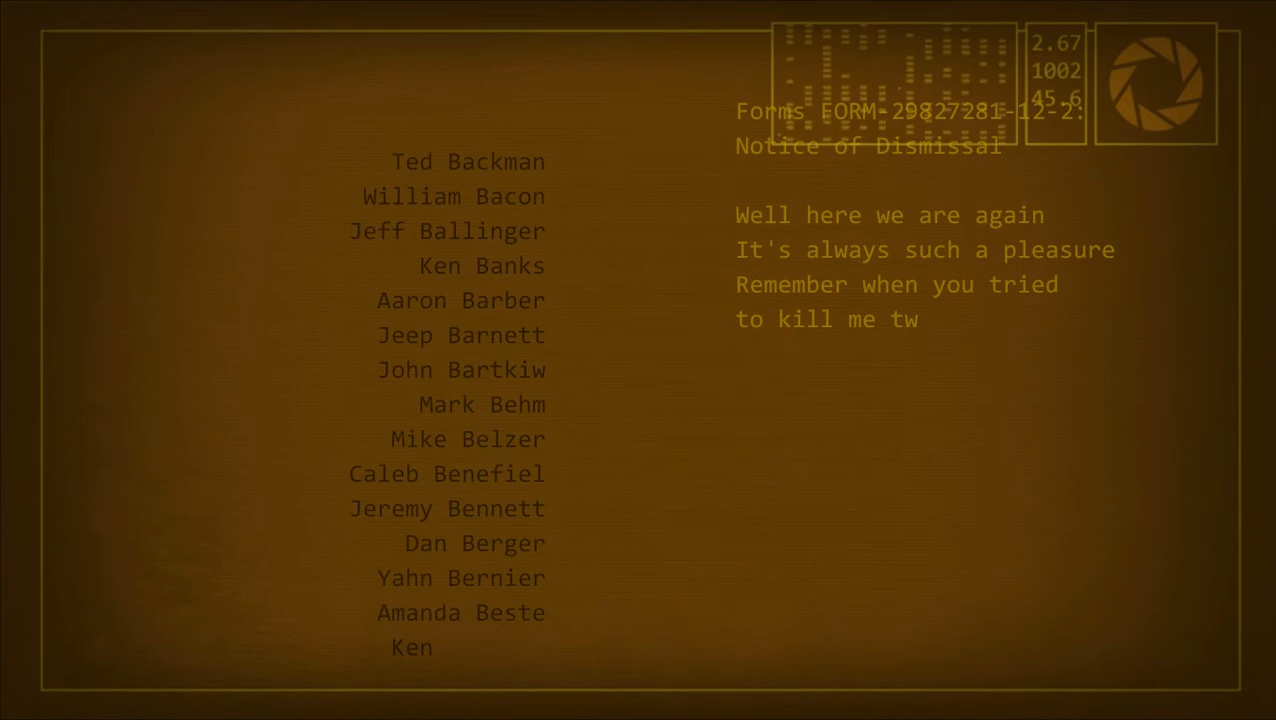 2.67
1002
45.6
Forms FORM-29827281-12-2:
Notice of Dismissal
Well here we are again
It's always such a pleasure
Remember when you tried
to kill me tw
Ted Backman
William Bacon
Jeff Ballinger
Ken Banks
Aaron Barber
Jeep Barnett
John Bartkiw
Mark Behm
Mike Belzer
Caleb Benefiel
Jeremy Bennett
Dan Berger
Yahn Bernier
Amanda Beste
Ken